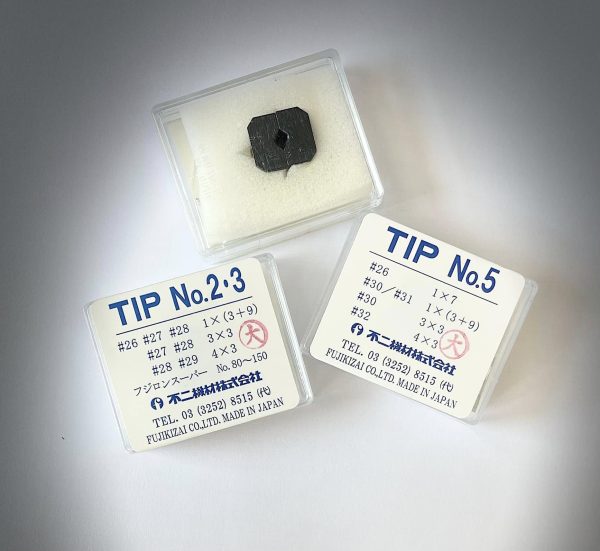 TIP No.2・3
#26 #27 #28 1×(3+9)
#27 #28 3×3
#28 #29 4×3
大
フジロンスーパー No.80～150
不二機材株式会社
TEL. 03 (3252) 8515 (代)
FUJIKIZAI CO.,LTD. MADE IN JAPAN
TIP No.5
#26 1×7
#30/#31 1×(3+9)
#30 3×3
#32 4×3
大
不二機材株式会社
TEL. 03 (3252) 8515 (代)
FUJIKIZAI CO.,LTD. MADE IN JAPAN